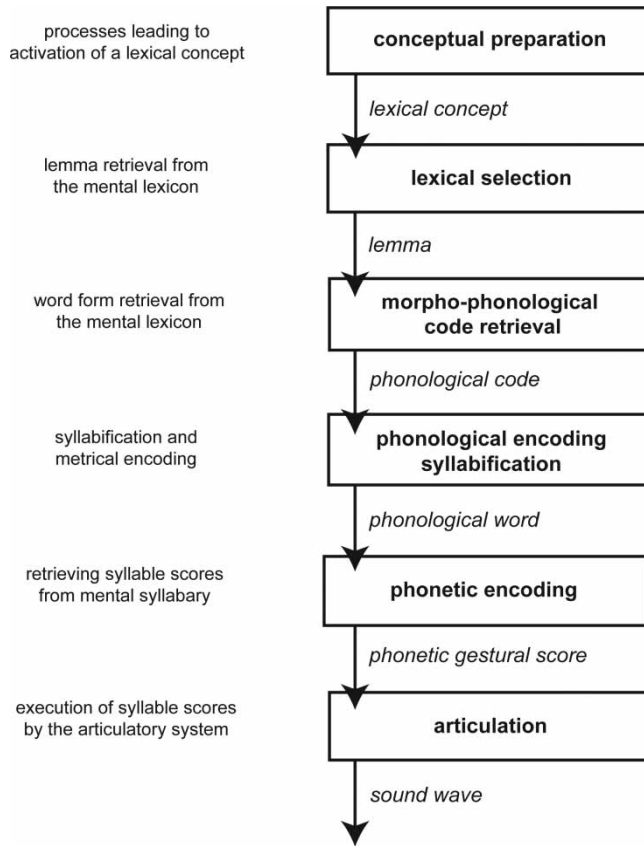 processes leading to
activation of a lexical concept
conceptual preparation
lexical concept
lemma retrieval from
the mental lexicon
lexical selection
lemma
word form retrieval from
the mental lexicon
morpho-phonological
code retrieval
phonological code
syllabification and
metrical encoding
phonological encoding
syllabification
phonological word
retrieving syllable scores
from mental syllabary
phonetic encoding
phonetic gestural score
execution of syllable scores
by the articulatory system
articulation
sound wave